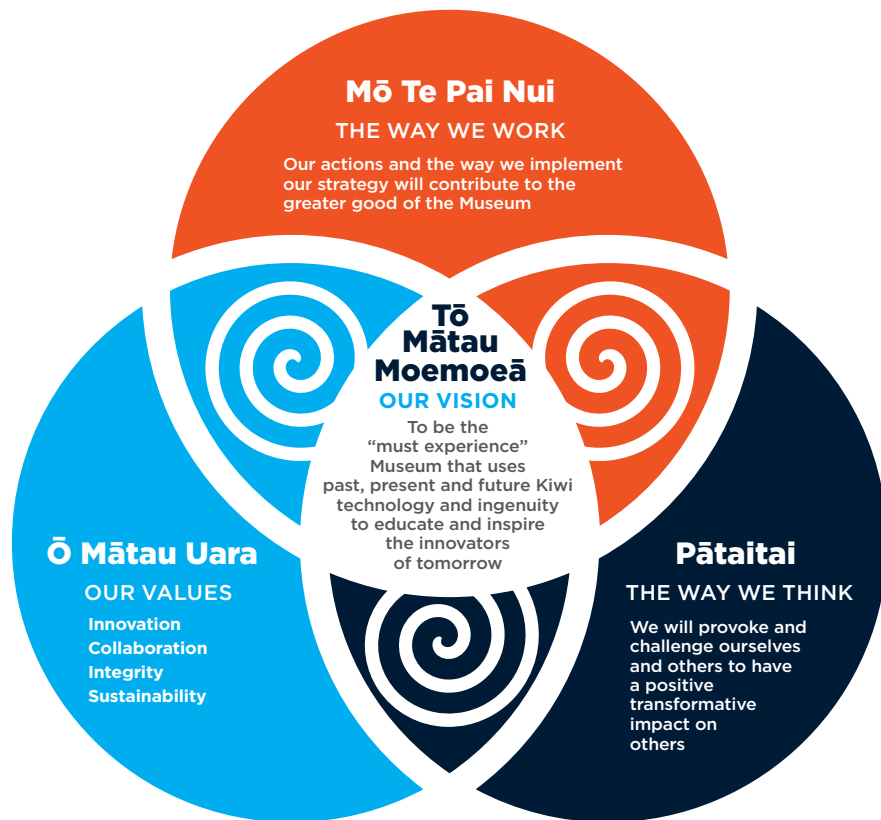 Mō Te Pai Nui
THE WAY WE WORK
Our actions and the way we implement
our strategy will contribute to the
greater good of the Museum
Tō
Mātau
Moemoeā
OUR VISION
To be the
“must experience”
Museum that uses
past, present and future Kiwi
technology and ingenuity
to educate and inspire
the innovators
of tomorrow
Ō Mātau Uara
OUR VALUES
Innovation
Collaboration
Integrity
Sustainability
Pātaitai
THE WAY WE THINK
We will provoke and
challenge ourselves
and others to have
a positive
transformative
impact on
others